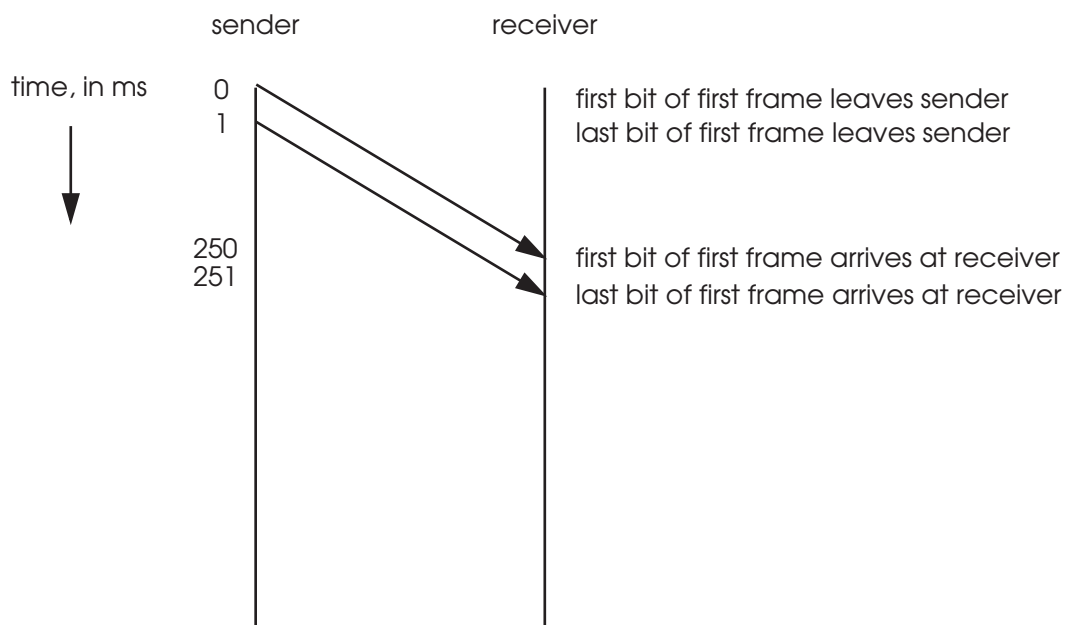 sender receiver
time, in ms
0
1
first bit of first frame leaves sender
last bit of first frame leaves sender
250
251
first bit of first frame arrives at receiver
last bit of first frame arrives at receiver